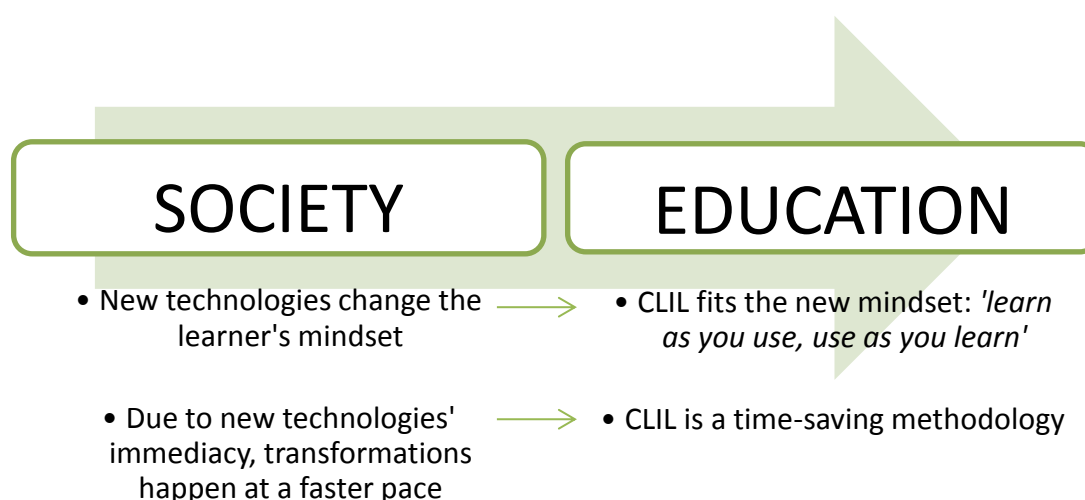 SOCIETY
EDUCATION
• New technologies change the
learner's mindset
• CLIL fits the new mindset: 'learn
as you use, use as you learn'
• Due to new technologies'
immediacy, transformations
happen at a faster pace
• CLIL is a time-saving methodology